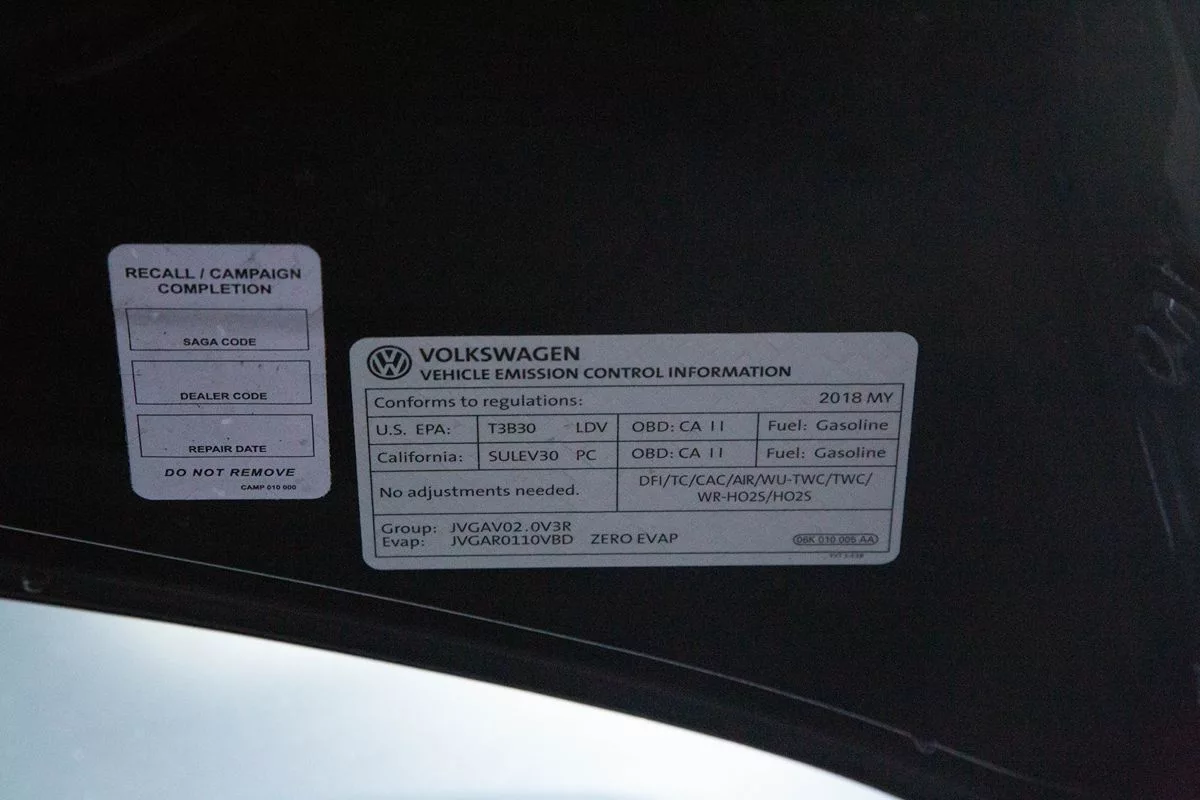 RECALL / CAMPAIGN
COMPLETION
SAGA CODE
DEALER CODE
REPAIR DATE
DO NOT REMOVE
CAMP 010 000
VOLKSWAGEN
VEHICLE EMISSION CONTROL INFORMATION
Conforms to regulations: 2018 MY
U.S. EPA: T3B30 LDV OBD: CA II Fuel: Gasoline
California: SULEV30 PC OBD: CA II Fuel: Gasoline
No adjustments needed.
DFI/TC/CAC/AIR/WU-TWC/TWC/
WR-HO2S/HO2S
Group: JVGAV02.0V3R
Evap: JVGAR0110VBD ZERO EVAP
06K 010 005 AA